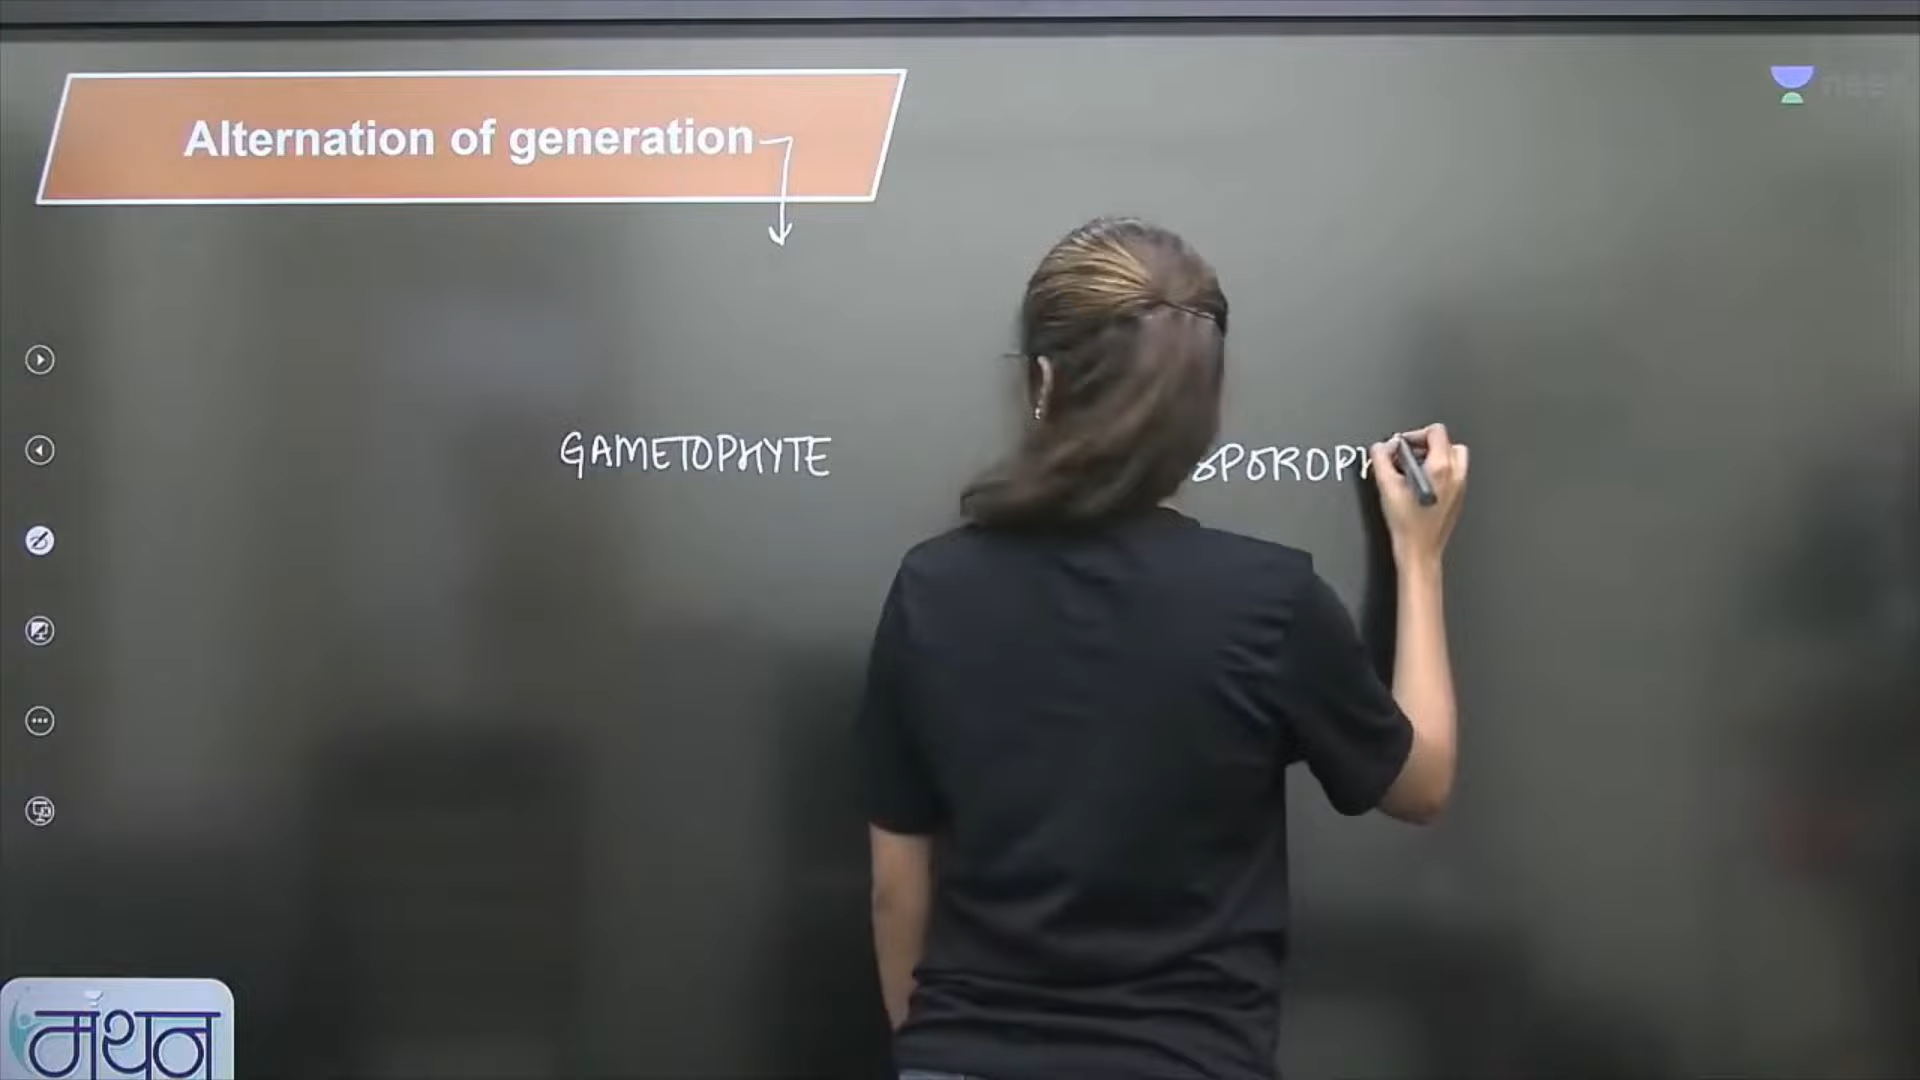 Alternation of generation
GAMETOPHYTE SPOROPH
मंथन